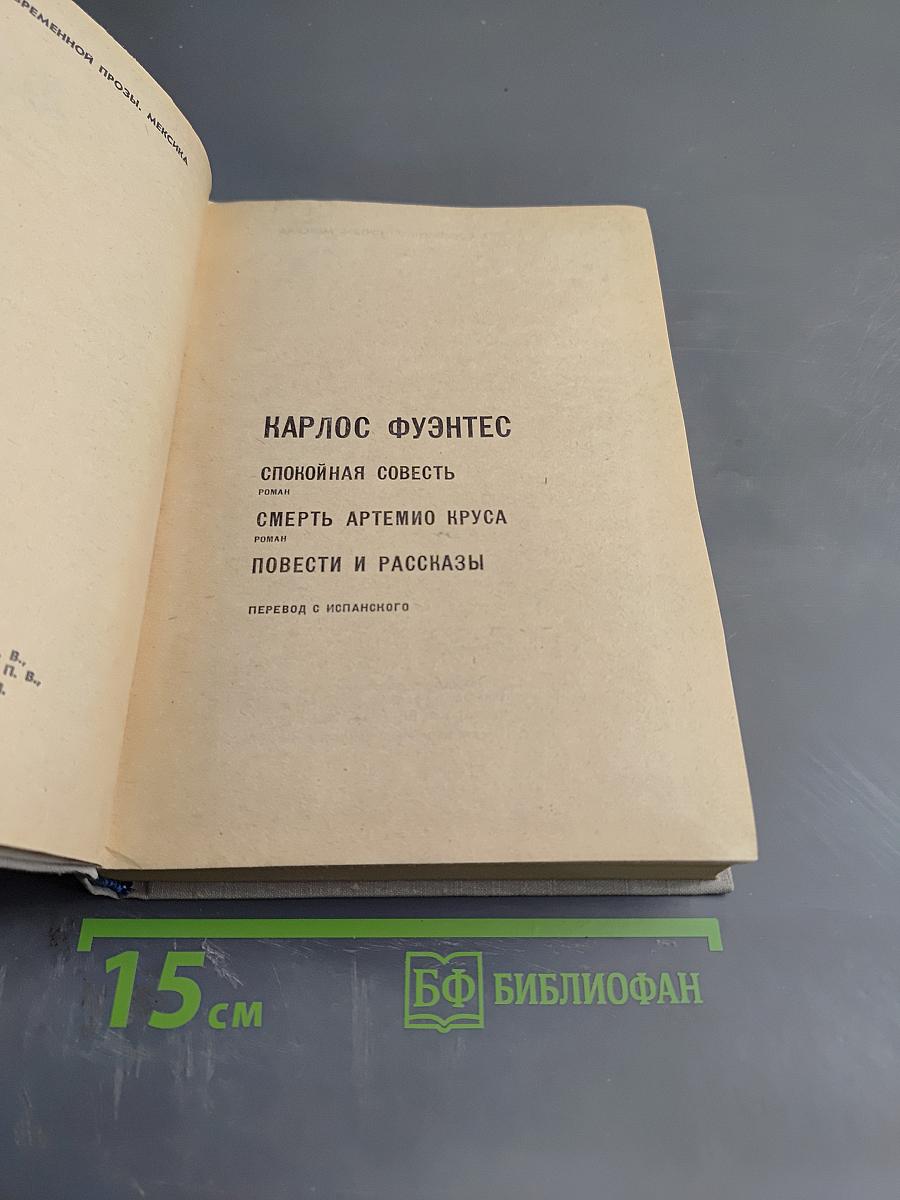 ПРОЗЫ. МЕКСИКА
В.,
П. В.,
КАРЛОС ФУЭНТЕС
СПОКОЙНАЯ СОВЕСТЬ
РОМАН
СМЕРТЬ АРТЕМИО КРУСА
РОМАН
ПОВЕСТИ И РАССКАЗЫ
ПЕРЕВОД С ИСПАНСКОГО
15 см
БФ БИБЛИОФАН